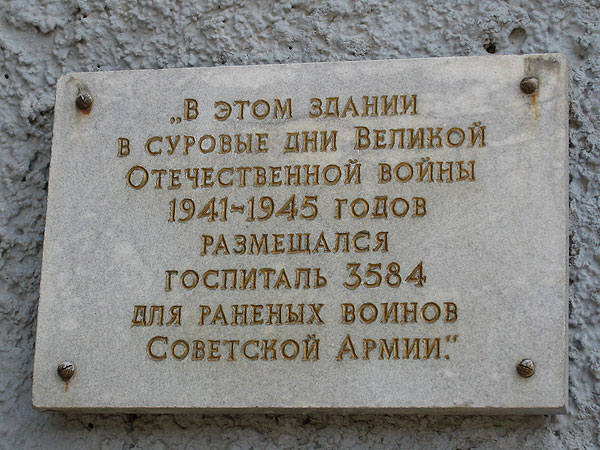 „В ЭТОМ ЗДАНИИ
В СУРОВЫЕ ДНИ ВЕЛИКОЙ
ОТЕЧЕСТВЕННОЙ ВОЙНЫ
1941-1945 ГОДОВ
РАЗМЕЩАЛСЯ
ГОСПИТАЛЬ 3584
ДЛЯ РАНЕНЫХ ВОИНОВ
СОВЕТСКОЙ АРМИИ."